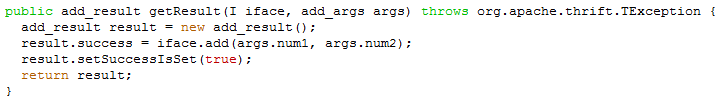 public add_result getResult(I iface, add_args args) throws org.apache.thrift.TException {
  add_result result = new add_result();
  result.success = iface.add(args.num1, args.num2);
  result.setSuccessIsSet(true);
  return result;
}